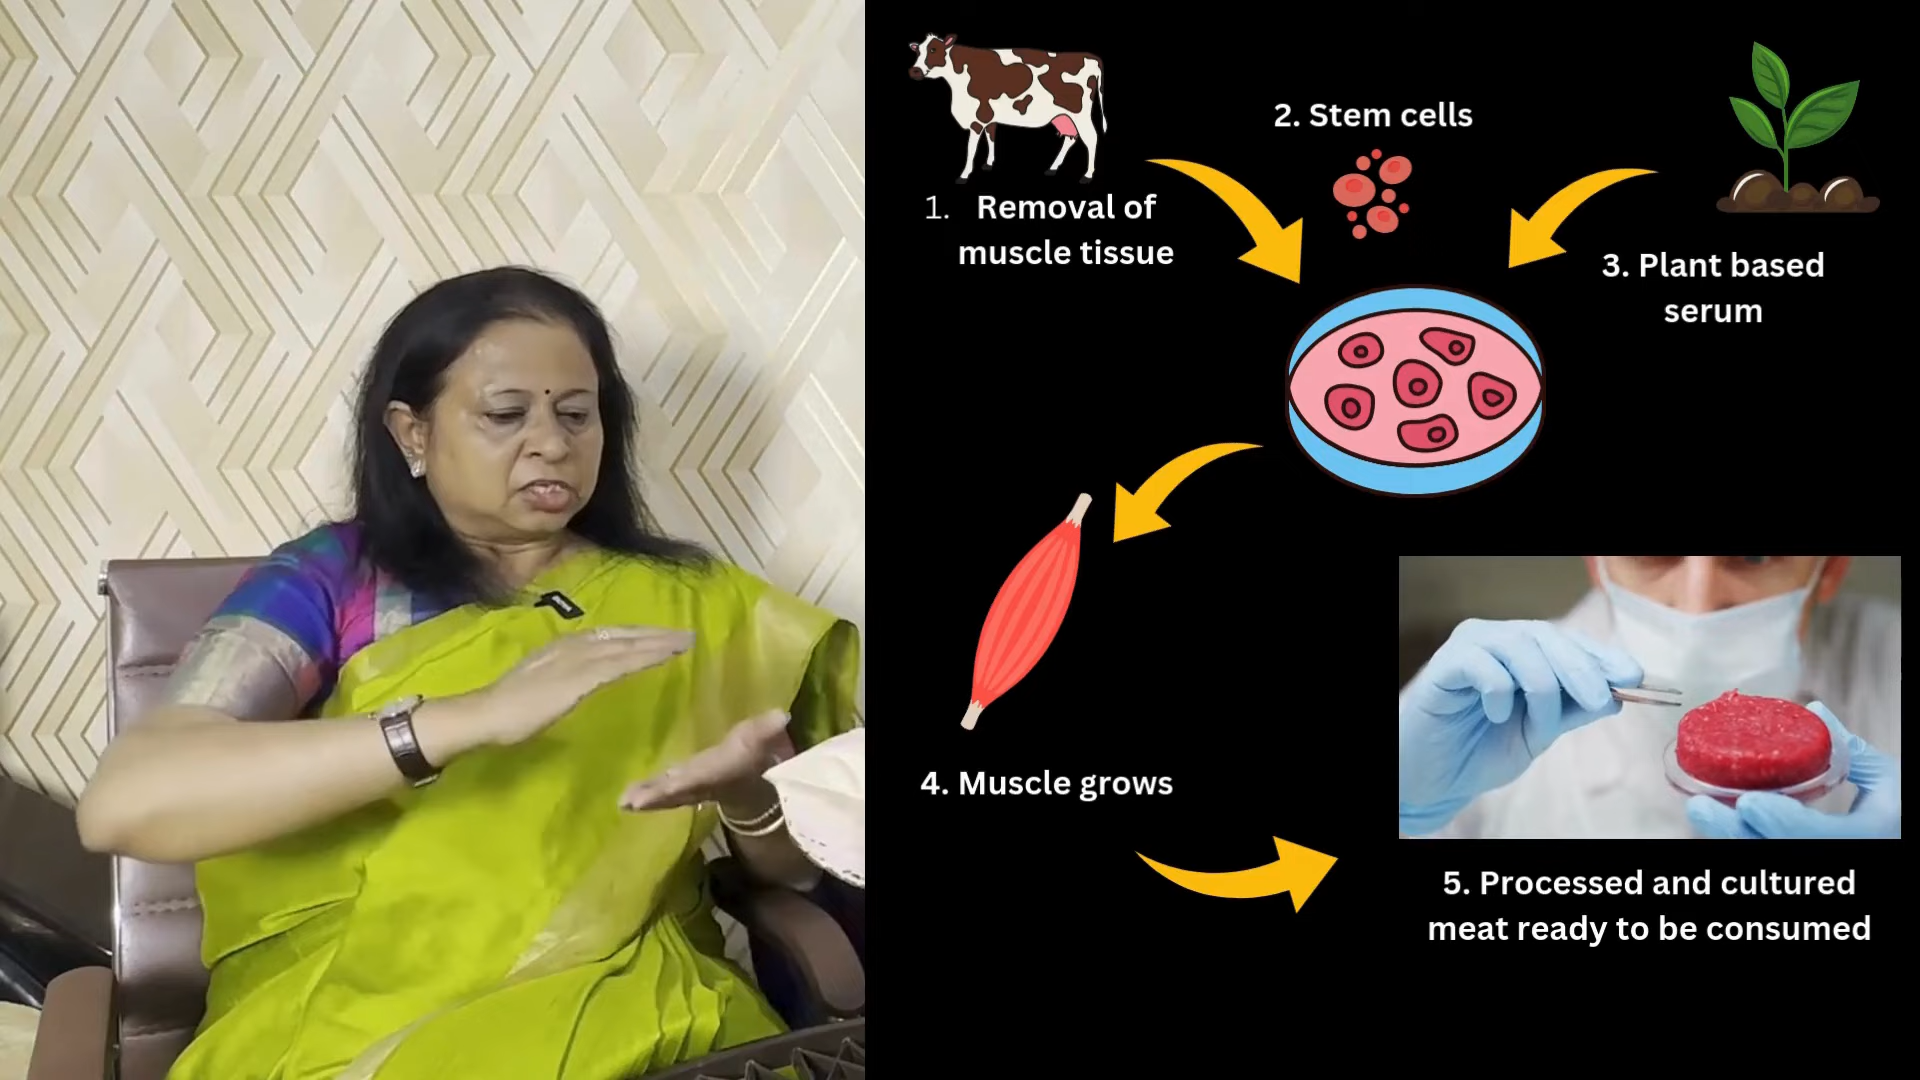 1. Removal of
muscle tissue
2. Stem cells
3. Plant based
serum
4. Muscle grows
5. Processed and cultured
meat ready to be consumed